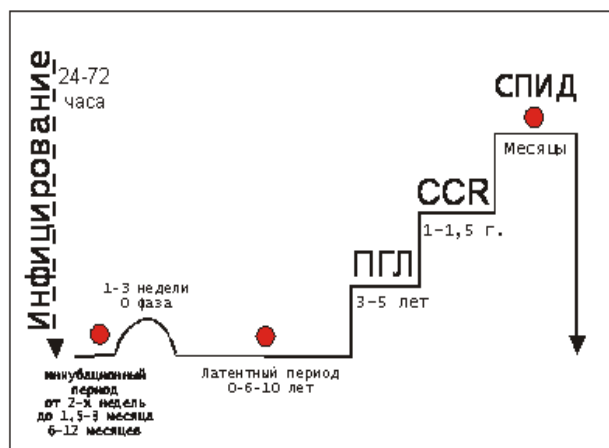 Инфицирование
24-72
часа
1-3 недели
0 фаза
инкубационный
период
от 2-х недель
до 1,5-3 месяца
6-12 месяцев
Латентный период
0-6-10 лет
ПГЛ
3-5 лет
CCR
1-1,5 г.
СПИД
Месяцы